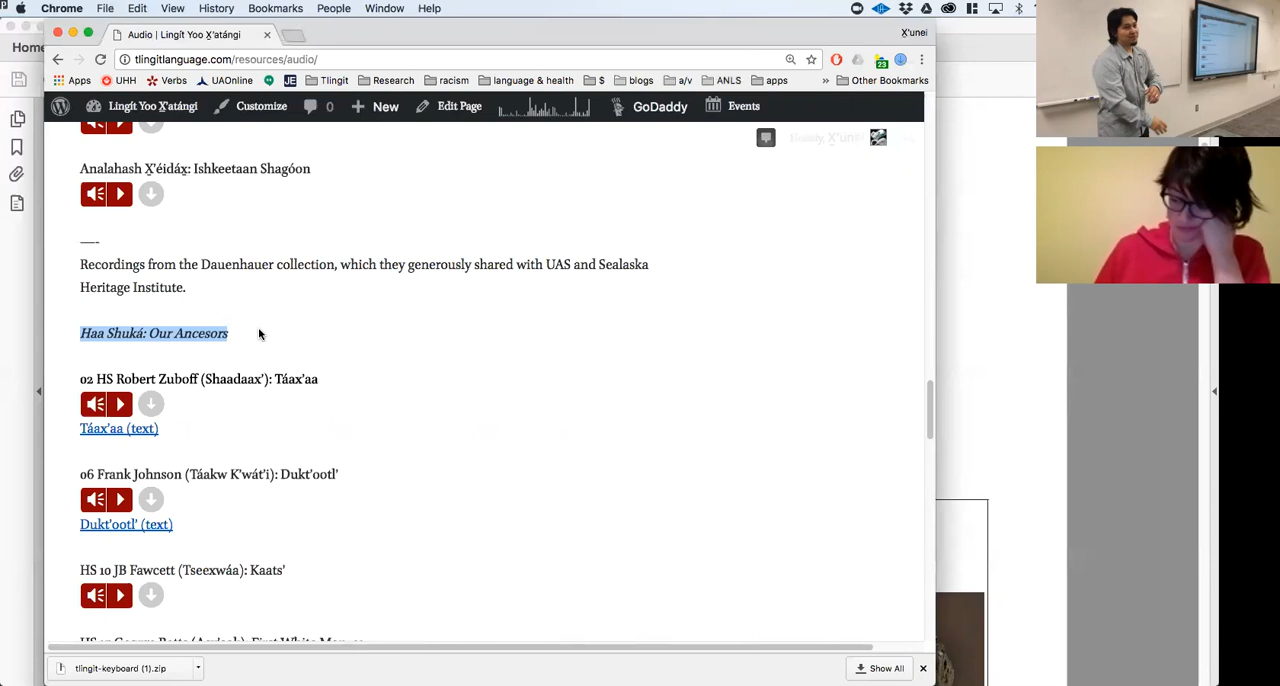 Chrome File Edit View History Bookmarks People Window Help
Audio | Lingít Yoo X̱'atángi
X̱'unei
tlingitlanguage.com/resources/audio/
23
Apps UHH UAOnline JE Tlingit Research racism language & health $ blogs a/v ANLS apps » Other Bookmarks
Lingít Yoo X̱'atángi Customize 0 New Edit Page GoDaddy Events
Home
Howdy, X̱'unei
Analahash X̱'éidáx̱: Ishkeetaan Shagóon
—-
Recordings from the Dauenhauer collection, which they generously shared with UAS and Sealaska
Heritage Institute.
Haa Shuká: Our Ancesors
02 HS Robert Zuboff (Shaadaax'): Táax'aa
Táax'aa (text)
06 Frank Johnson (Táakw K'wát'i): Dukt'ootl'
Dukt'ootl' (text)
HS 10 JB Fawcett (Tseexwáa): Kaats'
tlingit-keyboard (1).zip
Show All